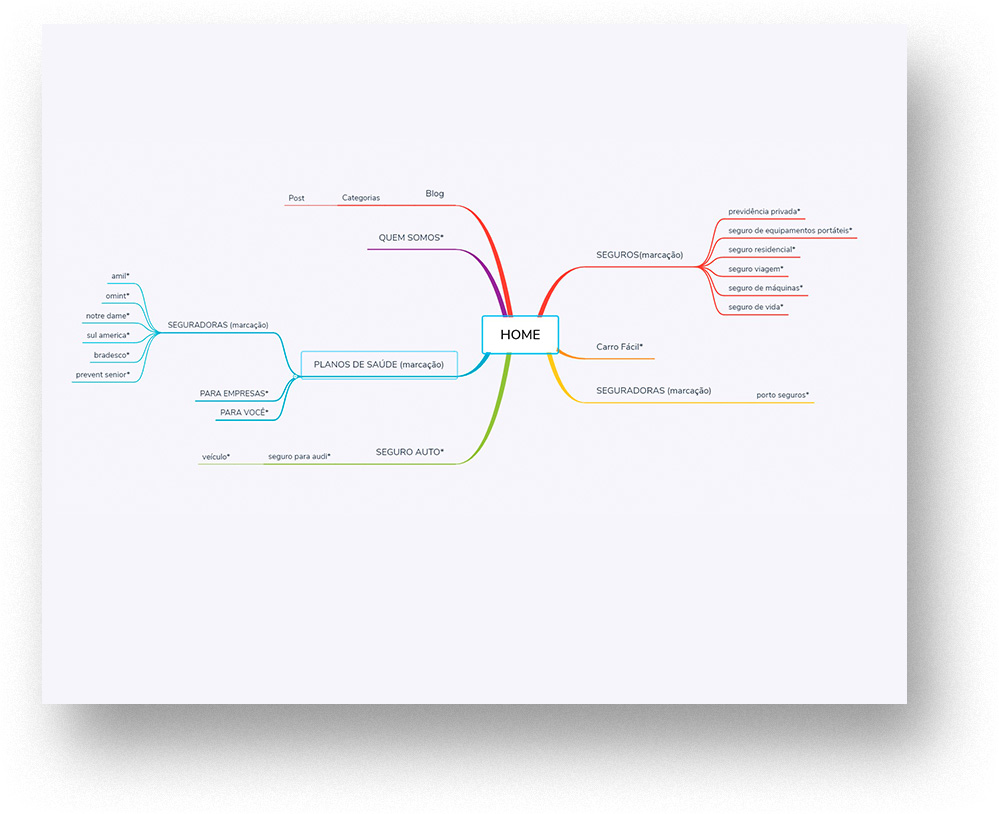 HOME
SEGUROS(marcação)
previdência privada*
seguro de equipamentos portáteis*
seguro residencial*
seguro viagem*
seguro de máquinas*
seguro de vida*
Carro Fácil*
SEGURADORAS (marcação)
porto seguros*
Blog
Categorias
Post
QUEM SOMOS*
PLANOS DE SAÚDE (marcação)
SEGURADORAS (marcação)
amil*
omint*
notre dame*
sul america*
bradesco*
prevent senior*
PARA EMPRESAS*
PARA VOCÊ*
SEGURO AUTO*
seguro para audi*
veículo*